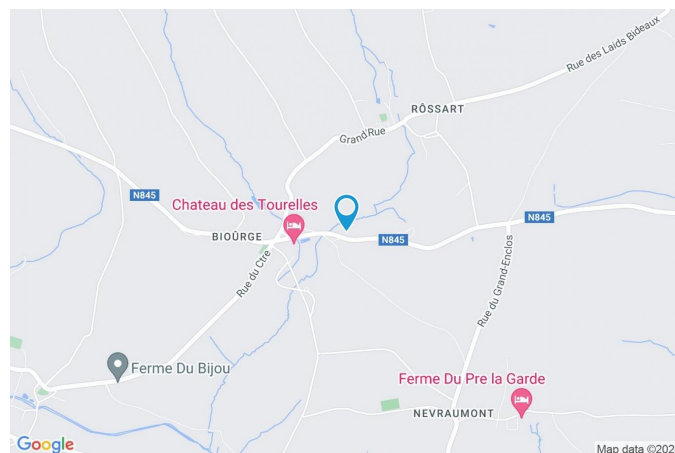 Rue des Laids Bideaux
RÔSSART
Grand'Rue
N845
Chateau des Tourelles
N845
BIOÛRGE
N845
Rue du Ctre
Rue du Grand-Enclos
Ferme Du Bijou
Ferme Du Pre la Garde
NEVRAUMONT
Google
Map data ©202